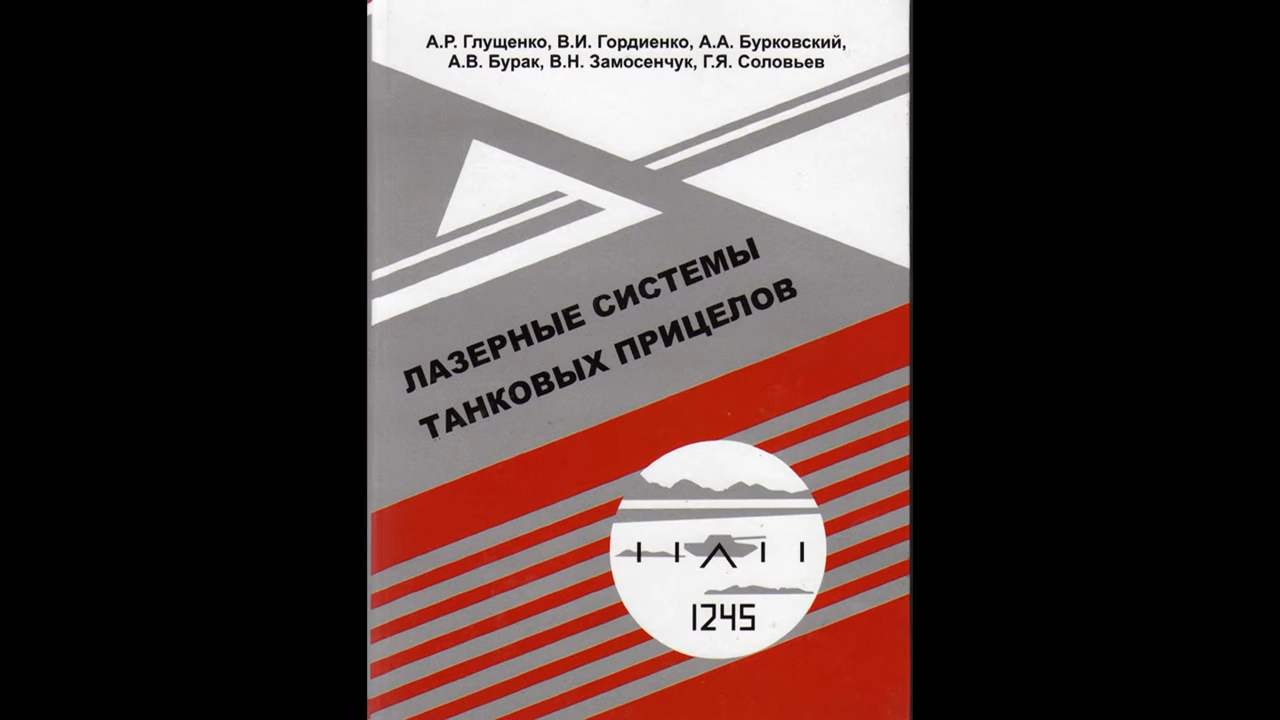 А.Р. Глущенко, В.И. Гордиенко, А.А. Бурковский,
А.В. Бурак, В.Н. Замосенчук, Г.Я. Соловьев
ЛАЗЕРНЫЕ СИСТЕМЫ
ТАНКОВЫХ ПРИЦЕЛОВ
1245